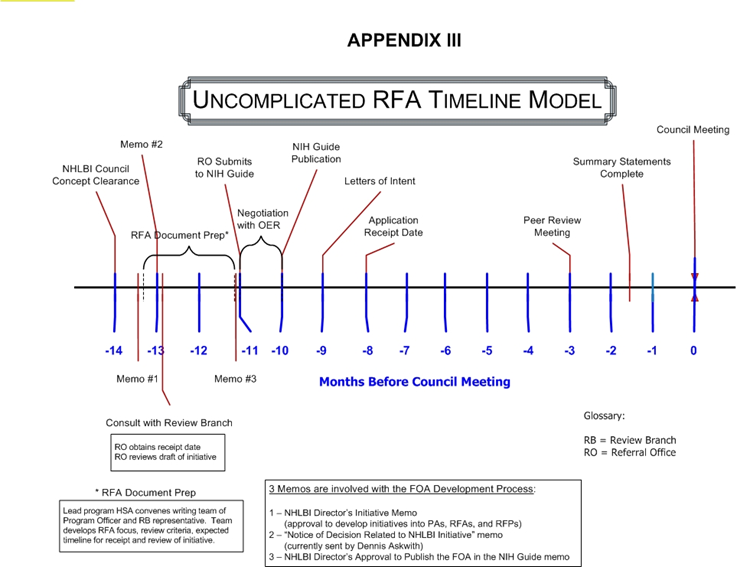 APPENDIX III
UNCOMPLICATED RFA TIMELINE MODEL
Council Meeting
Memo #2
NIH Guide
Publication
RO Submits
to NIH Guide
Summary Statements
Complete
NHLBI Council
Concept Clearance
Letters of Intent
Negotiation
with OER
Application
Receipt Date
Peer Review
Meeting
RFA Document Prep*
-14
-13
-12
-11
-10
-9
-8
-7
-6
-5
-4
-3
-2
-1
0
Memo #1
Memo #3
Months Before Council Meeting
Consult with Review Branch
RO obtains receipt date
RO reviews draft of initiative
Glossary:
RB = Review Branch
RO = Referral Office
* RFA Document Prep
Lead program HSA convenes writing team of
Program Officer and RB representative. Team
develops RFA focus, review criteria, expected
timeline for receipt and review of initiative.
3 Memos are involved with the FOA Development Process:
1 – NHLBI Director's Initiative Memo
(approval to develop initiatives into PAs, RFAs, and RFPs)
2 – "Notice of Decision Related to NHLBI Initiative" memo
(currently sent by Dennis Askwith)
3 – NHLBI Director's Approval to Publish the FOA in the NIH Guide memo